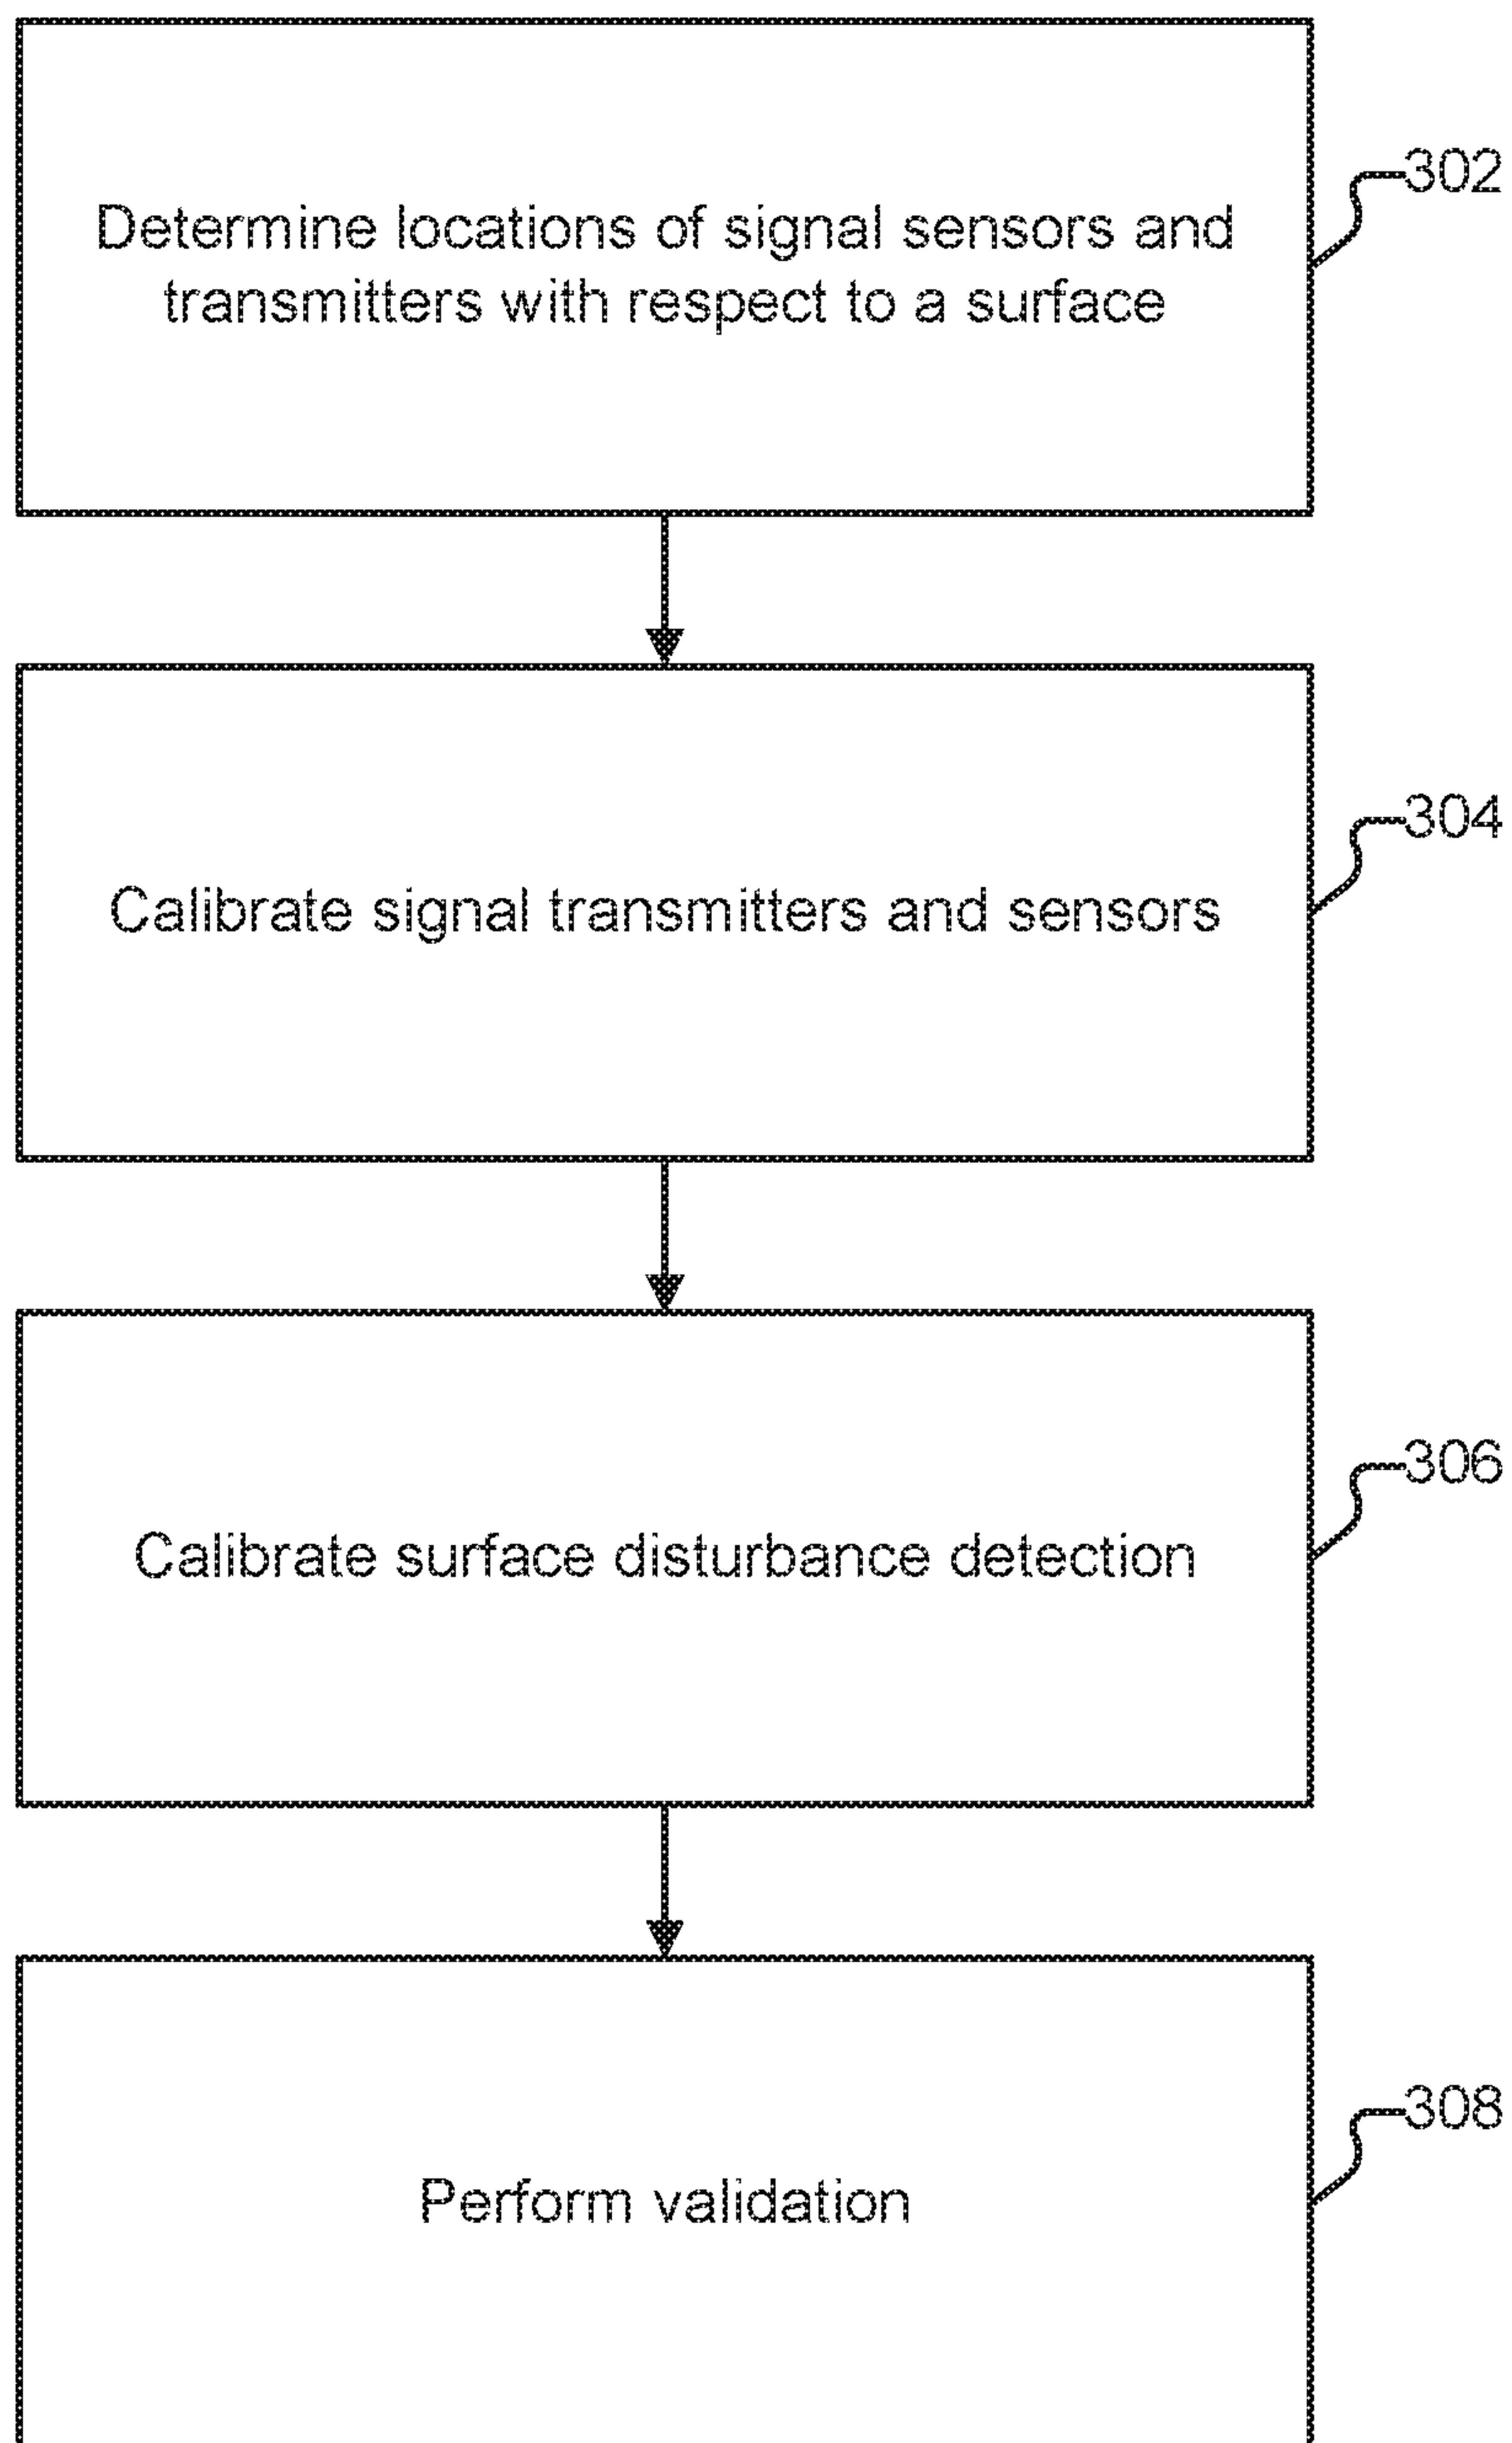 Determine locations of signal sensors and
transmitters with respect to a surface
302
Calibrate signal transmitters and sensors
304
Calibrate surface disturbance detection
306
Perform validation
308